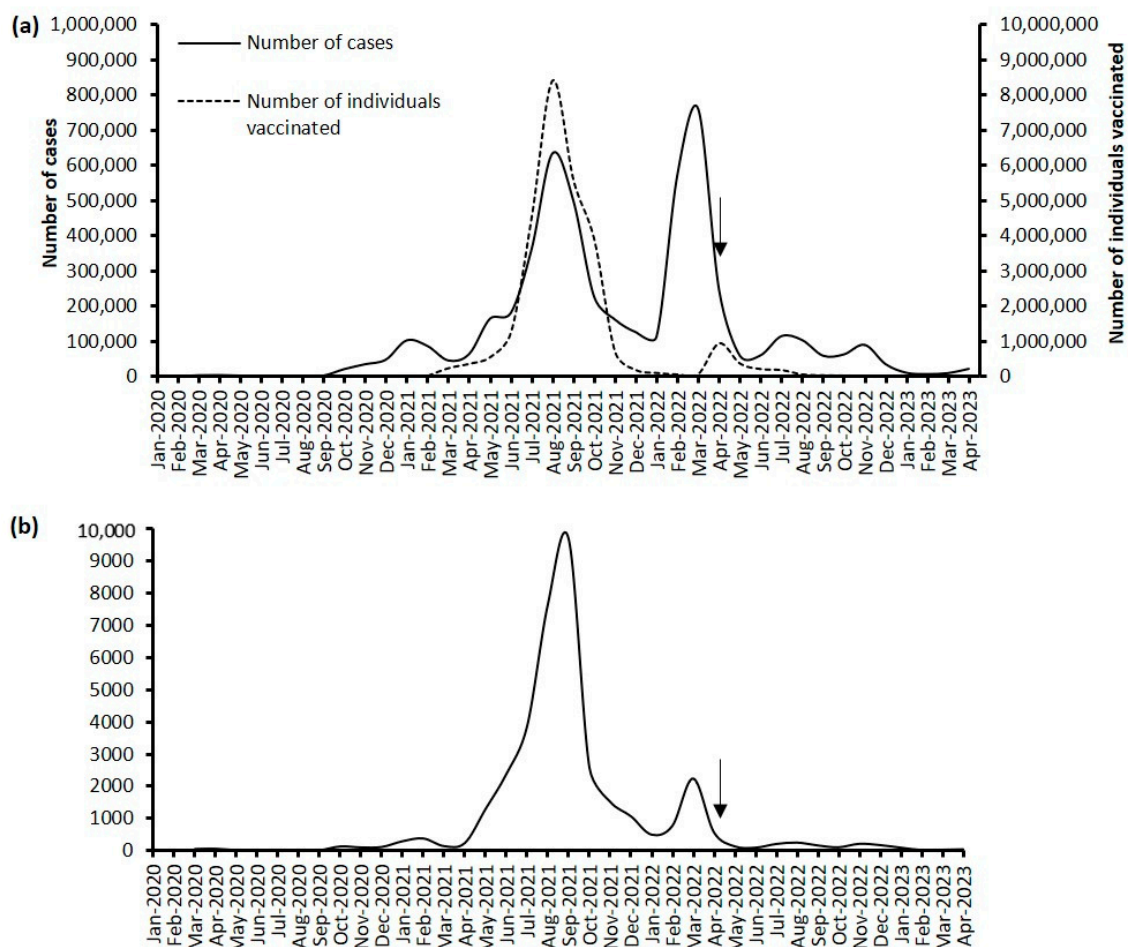 (a)
1,000,000
900,000
800,000
700,000
600,000
500,000
400,000
300,000
200,000
100,000
0
Number of cases
Number of cases
Number of individuals
vaccinated
10,000,000
9,000,000
8,000,000
7,000,000
6,000,000
5,000,000
4,000,000
3,000,000
2,000,000
1,000,000
0
Number of individuals vaccinated
Jan-2020
Feb-2020
Mar-2020
Apr-2020
May-2020
Jun-2020
Jul-2020
Aug-2020
Sep-2020
Oct-2020
Nov-2020
Dec-2020
Jan-2021
Feb-2021
Mar-2021
Apr-2021
May-2021
Jun-2021
Jul-2021
Aug-2021
Sep-2021
Oct-2021
Nov-2021
Dec-2021
Jan-2022
Feb-2022
Mar-2022
Apr-2022
May-2022
Jun-2022
Jul-2022
Aug-2022
Sep-2022
Oct-2022
Nov-2022
Dec-2022
Jan-2023
Feb-2023
Mar-2023
Apr-2023
(b)
10,000
9000
8000
7000
6000
5000
4000
3000
2000
1000
0
Jan-2020
Feb-2020
Mar-2020
Apr-2020
May-2020
Jun-2020
Jul-2020
Aug-2020
Sep-2020
Oct-2020
Nov-2020
Dec-2020
Jan-2021
Feb-2021
Mar-2021
Apr-2021
May-2021
Jun-2021
Jul-2021
Aug-2021
Sep-2021
Oct-2021
Nov-2021
Dec-2021
Jan-2022
Feb-2022
Mar-2022
Apr-2022
May-2022
Jun-2022
Jul-2022
Aug-2022
Sep-2022
Oct-2022
Nov-2022
Dec-2022
Jan-2023
Feb-2023
Mar-2023
Apr-2023